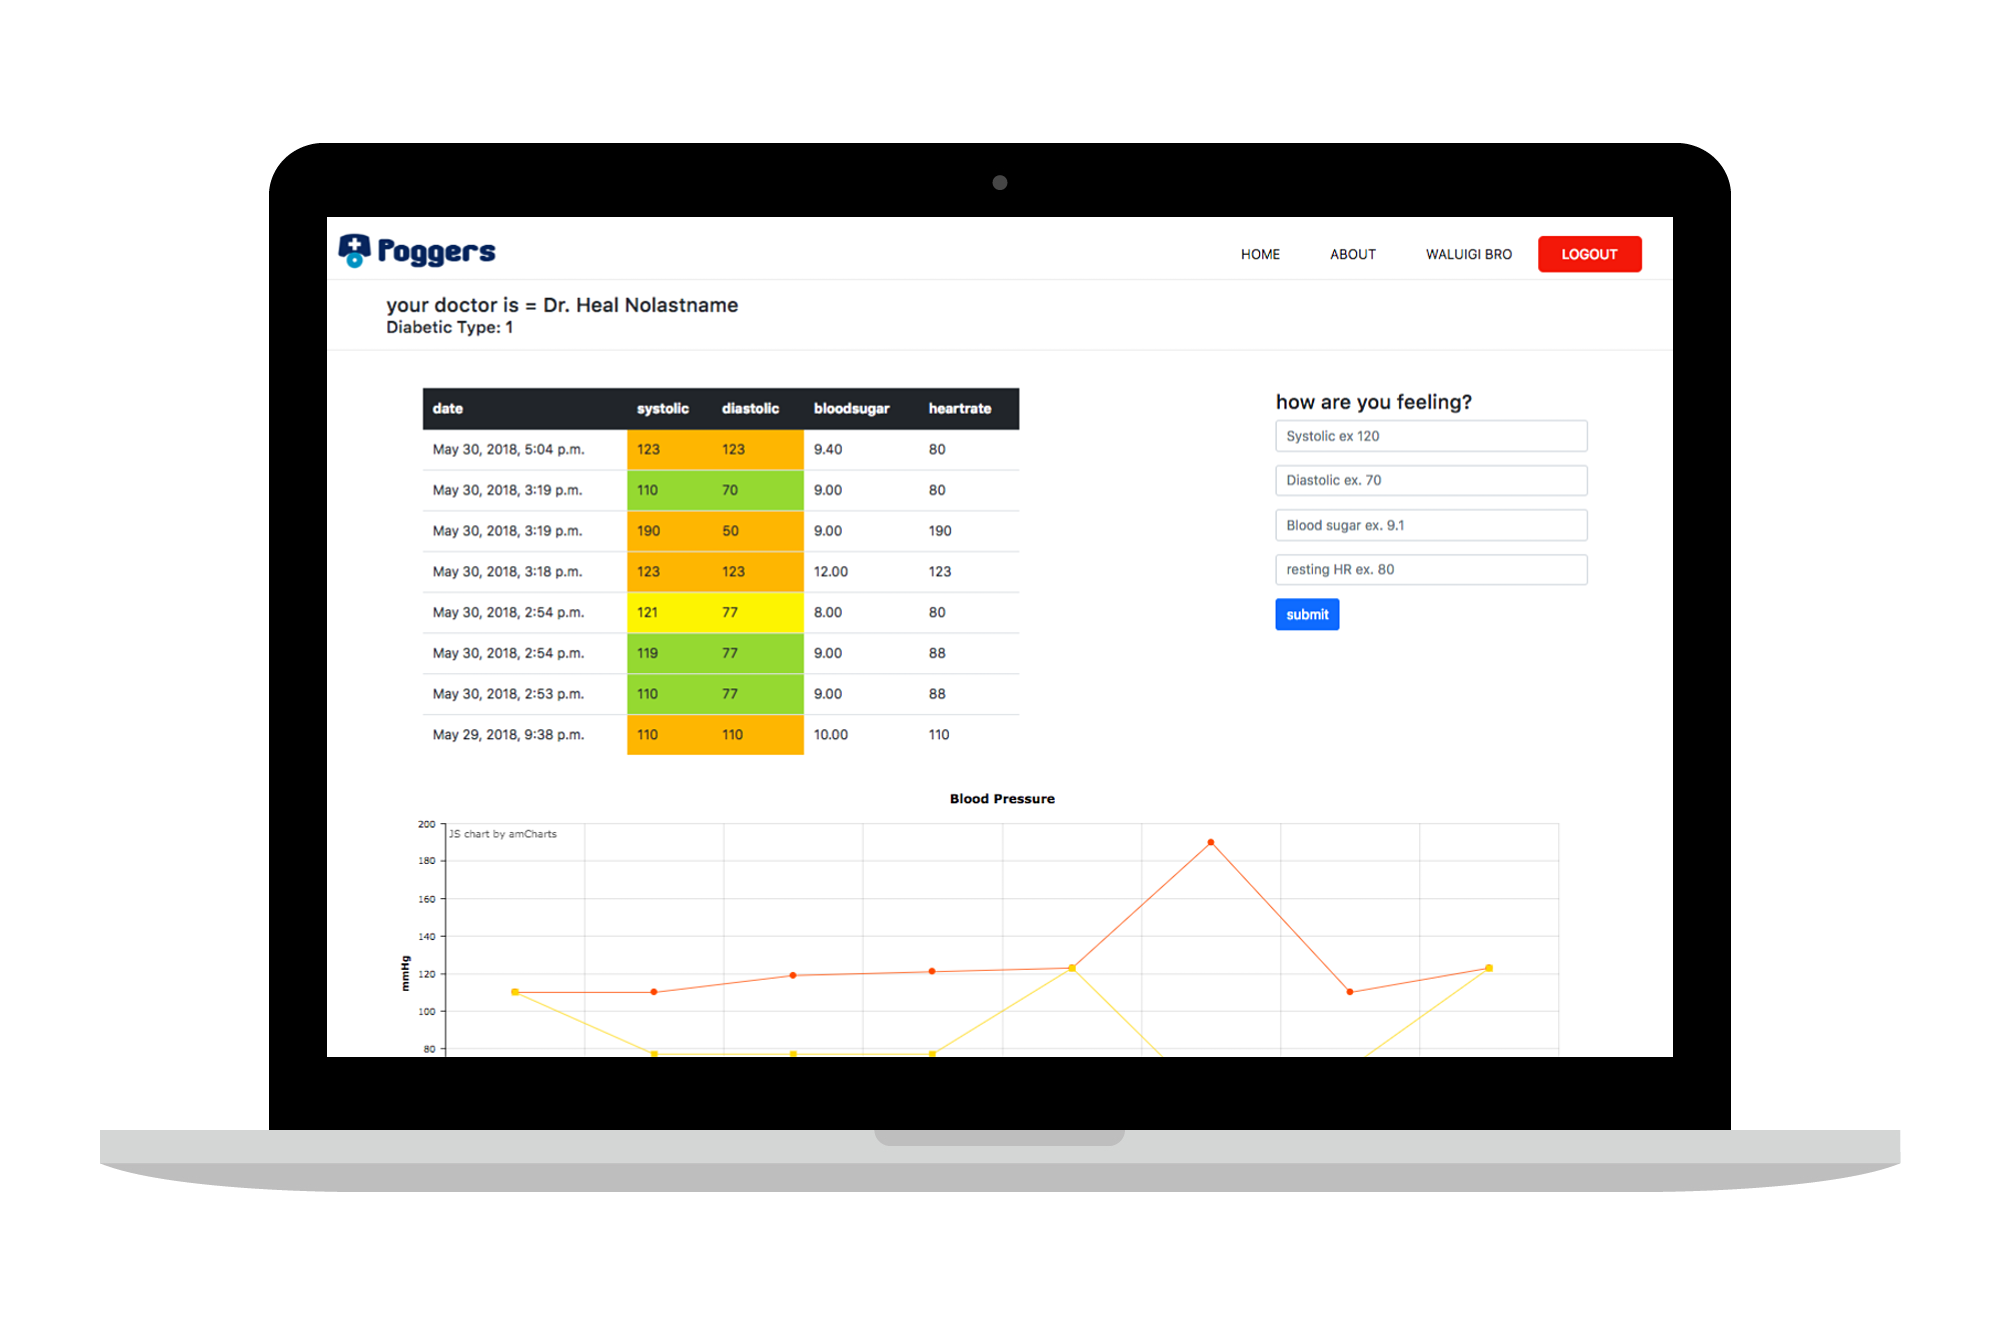 Poggers
HOME ABOUT WALUIGI BRO LOGOUT
your doctor is = Dr. Heal Nolastname
Diabetic Type: 1
date systolic diastolic bloodsugar heartrate
May 30, 2018, 5:04 p.m. 123 123 9.40 80
May 30, 2018, 3:19 p.m. 110 70 9.00 80
May 30, 2018, 3:19 p.m. 190 50 9.00 190
May 30, 2018, 3:18 p.m. 123 123 12.00 123
May 30, 2018, 2:54 p.m. 121 77 8.00 80
May 30, 2018, 2:54 p.m. 119 77 9.00 88
May 30, 2018, 2:53 p.m. 110 77 9.00 88
May 29, 2018, 9:38 p.m. 110 110 10.00 110
how are you feeling?
Systolic ex 120
Diastolic ex. 70
Blood sugar ex. 9.1
resting HR ex. 80
submit
Blood Pressure
JS chart by amCharts
mmHg
200
180
160
140
120
100
80